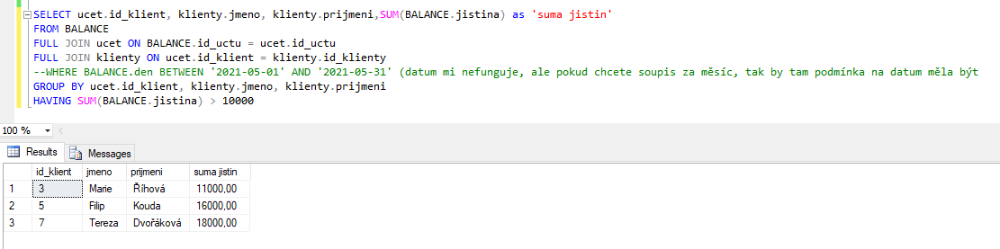 SELECT ucet.id_klient, klienty.jmeno, klienty.prijmeni,SUM(BALANCE.jistina) as 'suma jistin'
FROM BALANCE
FULL JOIN ucet ON BALANCE.id_uctu = ucet.id_uctu
FULL JOIN klienty ON ucet.id_klient = klienty.id_klienty
--WHERE BALANCE.den BETWEEN '2021-05-01' AND '2021-05-31' (datum mi nefunguje, ale pokud chcete soupis za měsíc, tak by tam podmínka na datum měla být
GROUP BY ucet.id_klient, klienty.jmeno, klienty.prijmeni
HAVING SUM(BALANCE.jistina) > 10000
100 %
Results Messages
id_klient jmeno prijmeni suma jistin
1 3 Marie Říhová 11000,00
2 5 Filip Kouda 16000,00
3 7 Tereza Dvořáková 18000,00